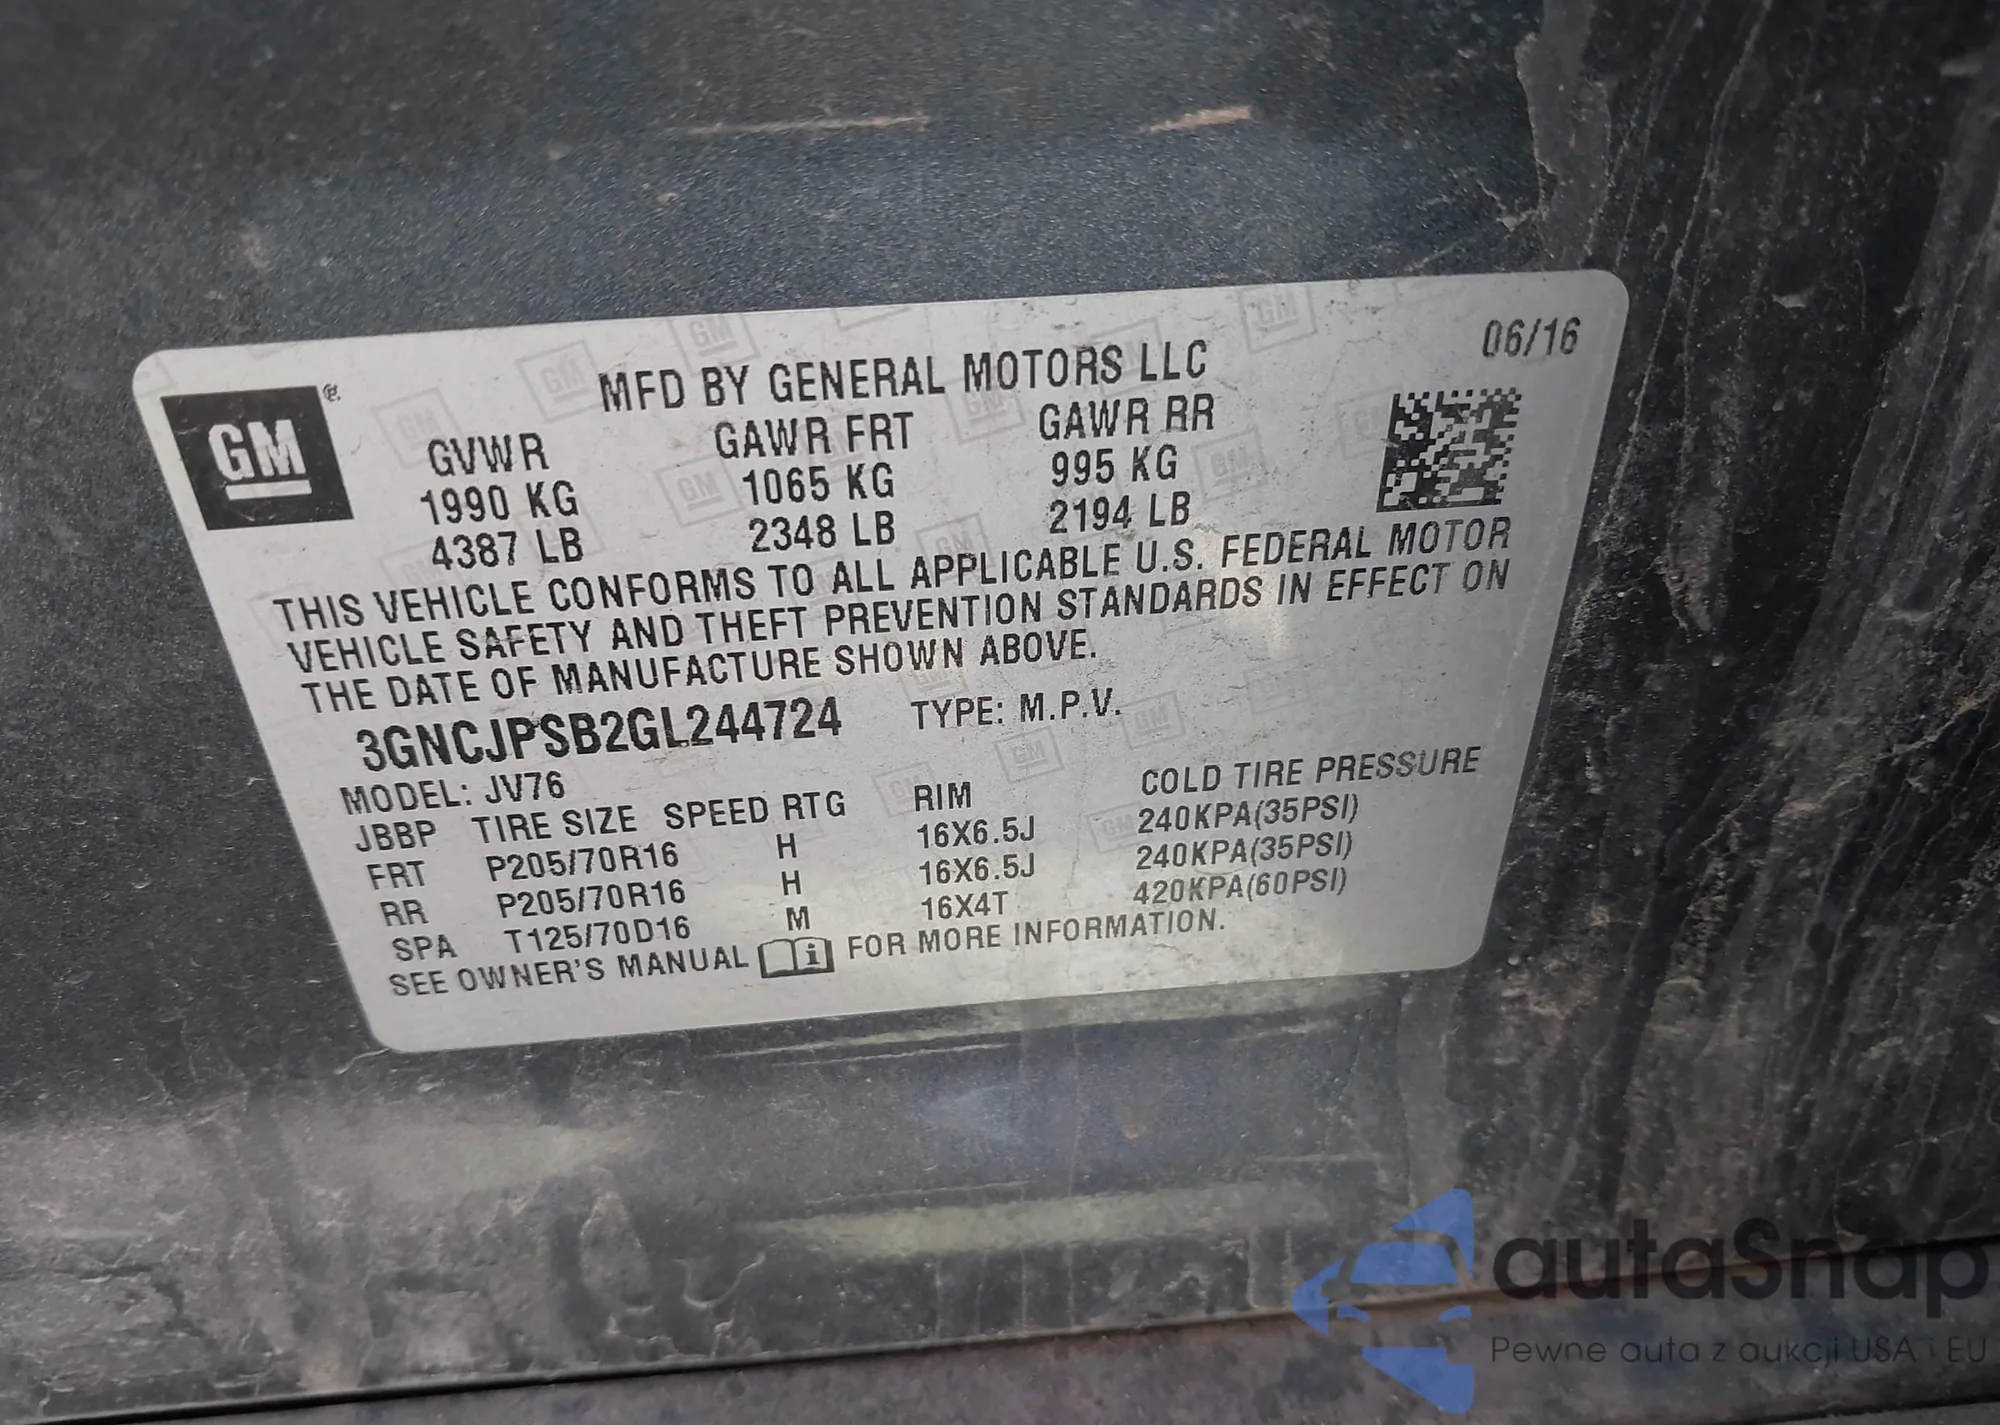 06/16
MFD BY GENERAL MOTORS LLC
GM
GVWR GAWR FRT GAWR RR
1990 KG 1065 KG 995 KG
4387 LB 2348 LB 2194 LB
THIS VEHICLE CONFORMS TO ALL APPLICABLE U.S. FEDERAL MOTOR
VEHICLE SAFETY AND THEFT PREVENTION STANDARDS IN EFFECT ON
THE DATE OF MANUFACTURE SHOWN ABOVE.
3GNCJPSB2GL244724 TYPE: M.P.V.
MODEL: JV76
JBBP TIRE SIZE SPEED RTG RIM COLD TIRE PRESSURE
FRT P205/70R16 H 16X6.5J 240KPA(35PSI)
RR P205/70R16 H 16X6.5J 240KPA(35PSI)
SPA T125/70D16 M 16X4T 420KPA(60PSI)
SEE OWNER'S MANUAL FOR MORE INFORMATION.
autaSnap
Pewne auta z aukcji USA i EU